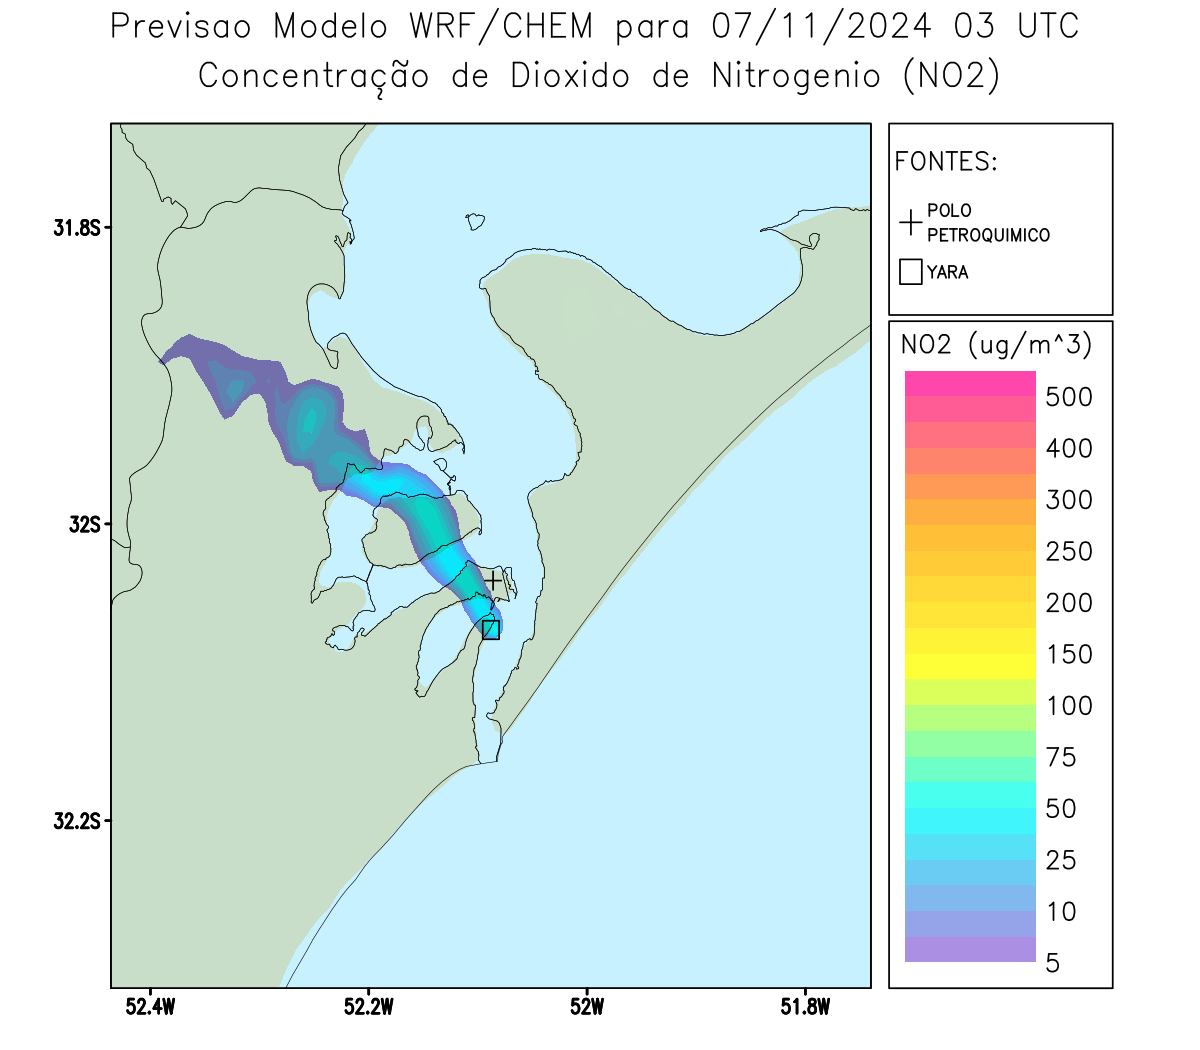 Previsao Modelo WRF/CHEM para 07/11/2024 03 UTC
Concentração de Dioxido de Nitrogenio (NO2)
FONTES:
POLO
PETROQUIMICO
YARA
NO2 (ug/m^3)
500
400
300
250
200
150
100
75
50
25
10
5
31.8S
32S
32.2S
52.4W
52.2W
52W
51.8W